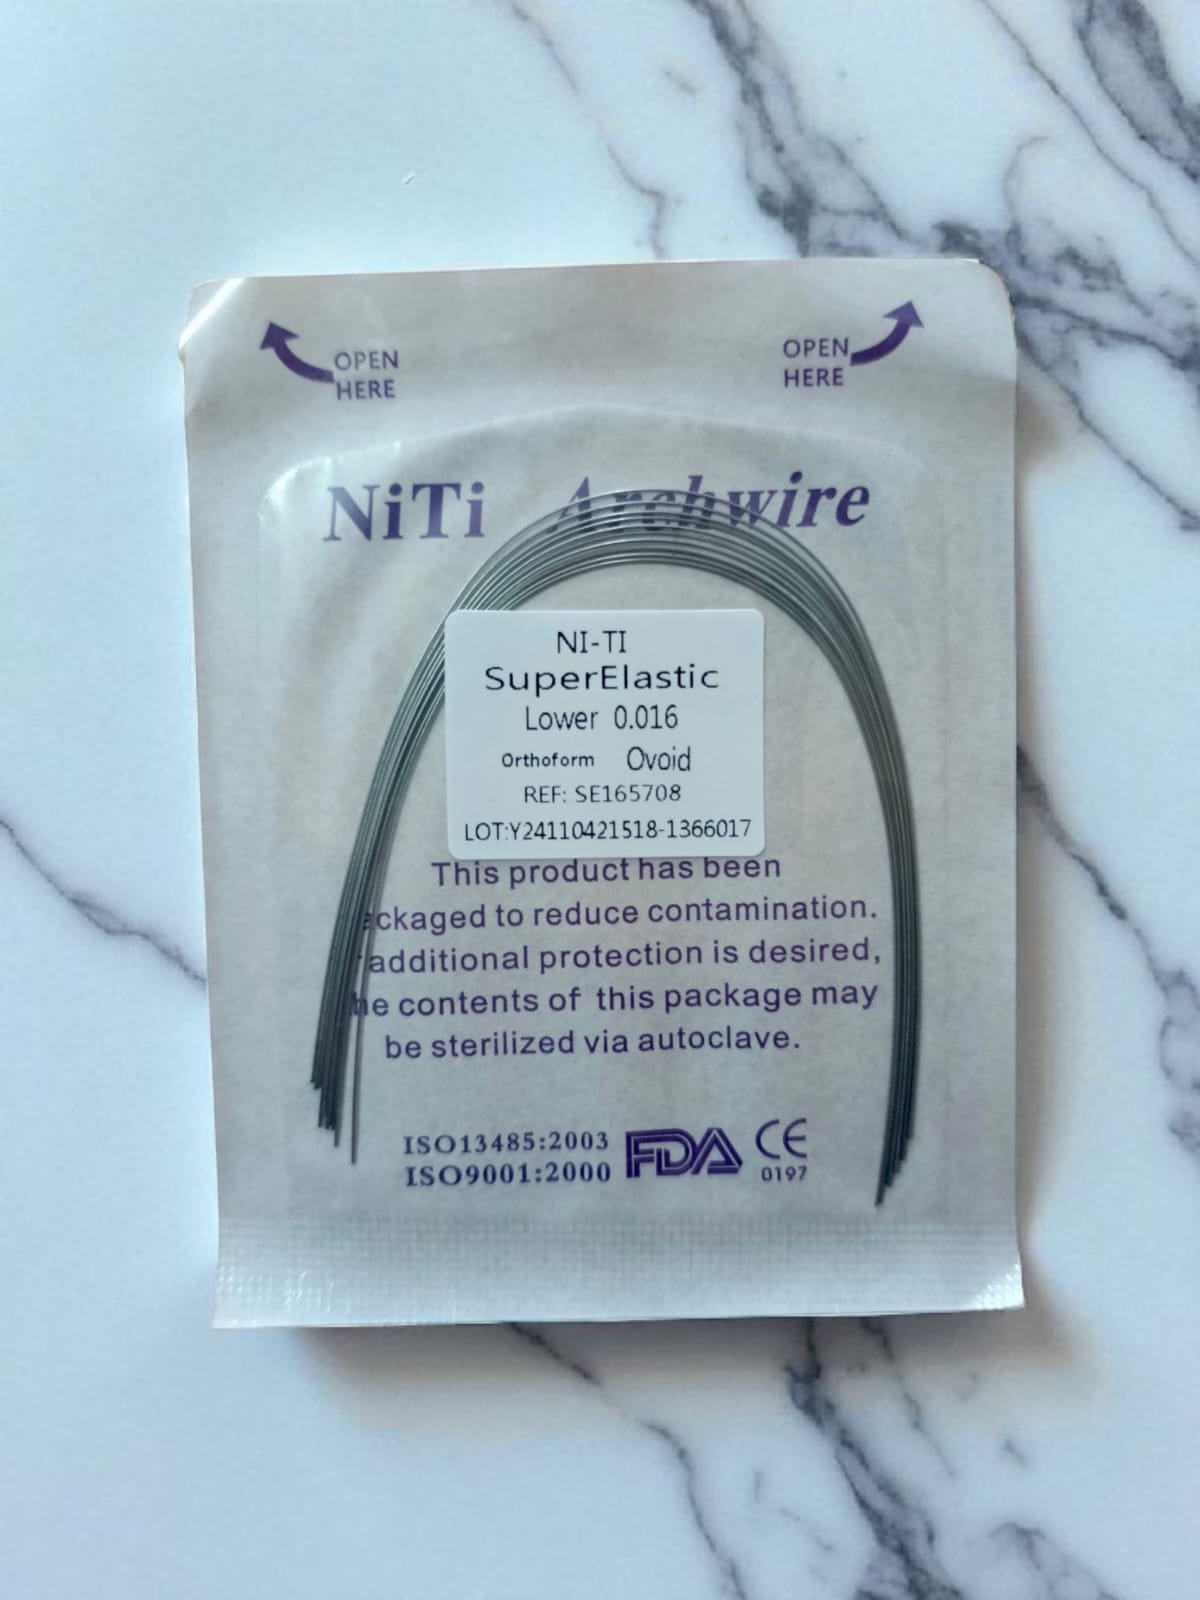 OPEN HERE
OPEN HERE
NiTi Archwire
NI-TI
SuperElastic
Lower 0.016
Orthoform Ovoid
REF: SE165708
LOT:Y24110421518-1366017
This product has been
ckaged to reduce contamination.
additional protection is desired,
he contents of this package may
be sterilized via autoclave.
ISO13485:2003
ISO9001:2000
FDA CE
0197